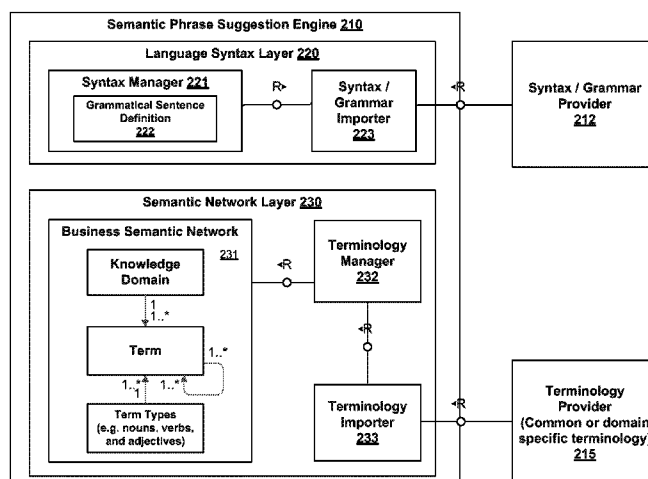 Semantic Phrase Suggestion Engine 210
Language Syntax Layer 220
Syntax Manager 221
Grammatical Sentence
Definition
222
R
Syntax /
Grammar
Importer
223
R
Syntax / Grammar
Provider
212
Semantic Network Layer 230
Business Semantic Network
231
Knowledge
Domain
1
1..*
Term
1..*
1..*
1..*
1
Term Types
(e.g. nouns, verbs,
and adjectives)
R
Terminology
Manager
232
R
Terminology
Importer
233
R
Terminology
Provider
(Common or domain
specific terminology)
215